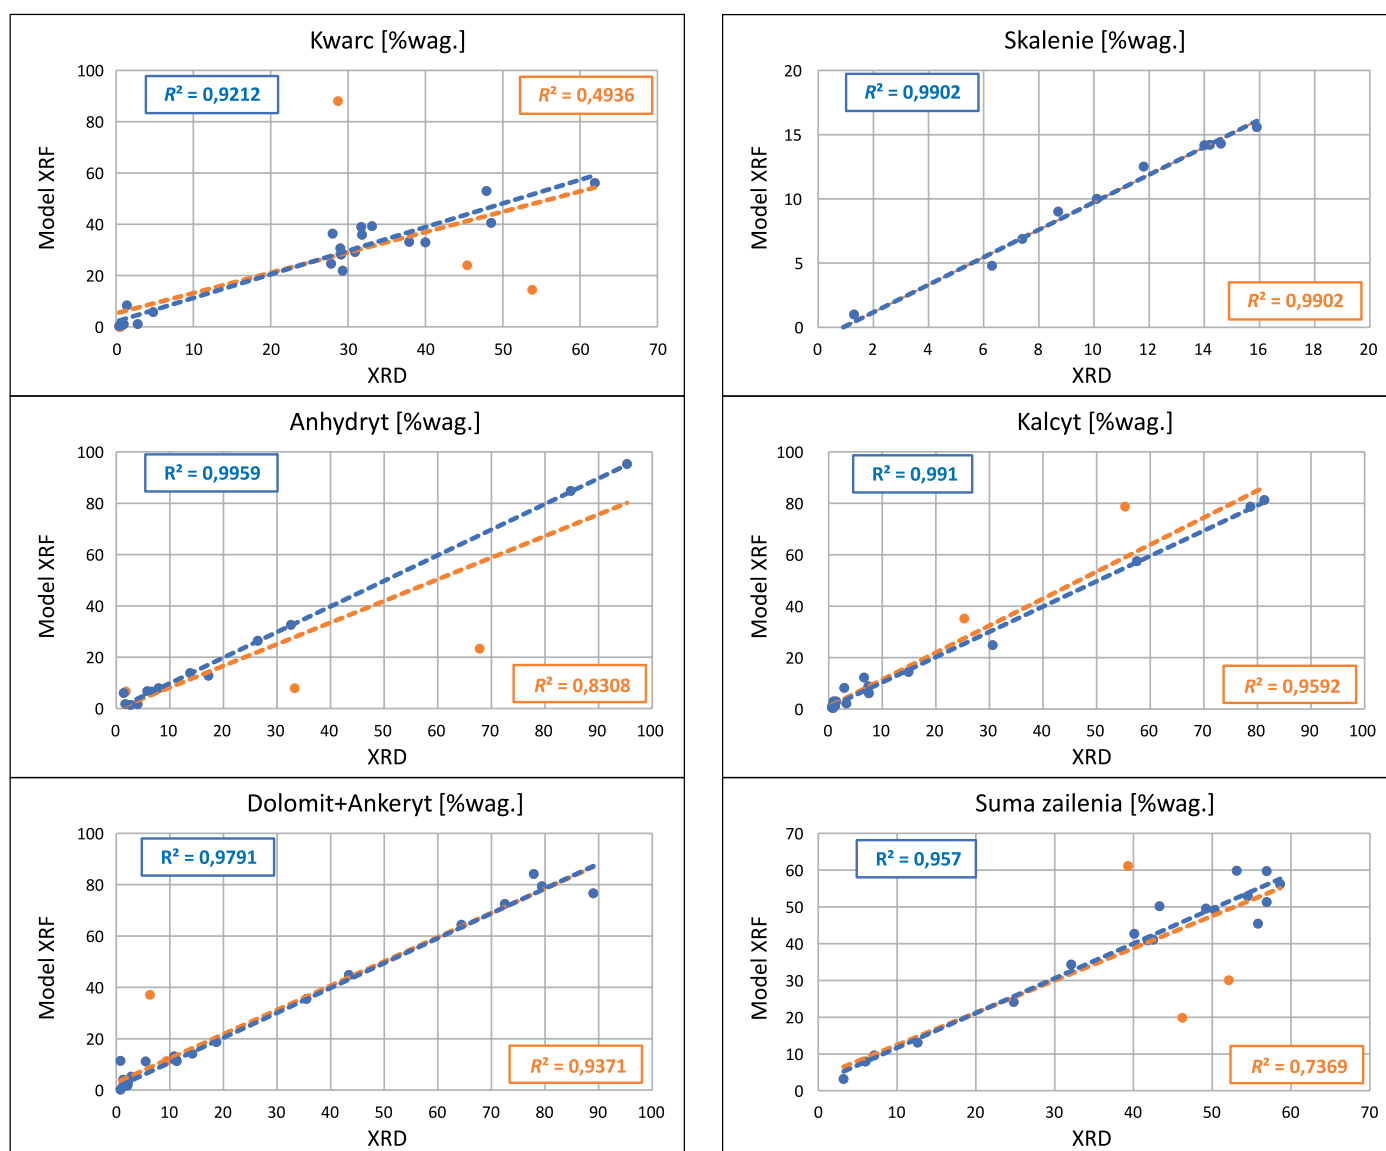 Kwarc [%wag.]
R² = 0,9212
R² = 0,4936
Model XRF
100
80
60
40
20
0
0 10 20 30 40 50 60 70
XRD
Skalenie [%wag.]
R² = 0,9902
R² = 0,9902
Model XRF
20
15
10
5
0
0 2 4 6 8 10 12 14 16 18 20
XRD
Anhydryt [%wag.]
R² = 0,9959
R² = 0,8308
Model XRF
100
80
60
40
20
0
0 10 20 30 40 50 60 70 80 90 100
XRD
Kalcyt [%wag.]
R² = 0,991
R² = 0,9592
Model XRF
100
80
60
40
20
0
0 10 20 30 40 50 60 70 80 90 100
XRD
Dolomit+Ankeryt [%wag.]
R² = 0,9791
R² = 0,9371
Model XRF
100
80
60
40
20
0
0 10 20 30 40 50 60 70 80 90 100
XRD
Suma zailenia [%wag.]
R² = 0,957
R² = 0,7369
Model XRF
70
60
50
40
30
20
10
0
0 10 20 30 40 50 60 70
XRD